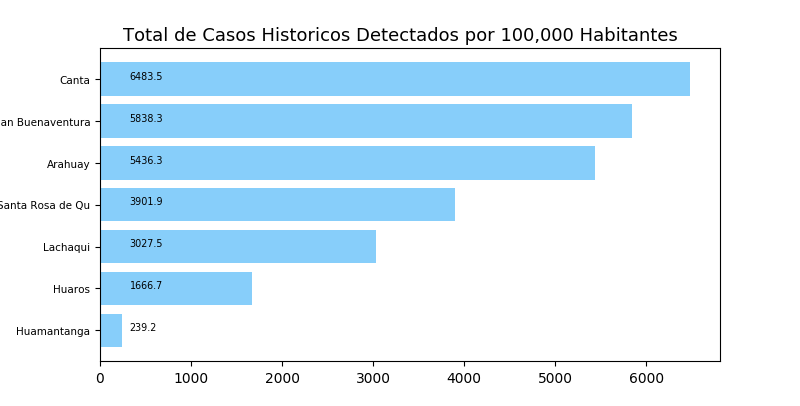 Total de Casos Historicos Detectados por 100,000 Habitantes
Canta 6483.5
an Buenaventura 5838.3
Arahuay 5436.3
Santa Rosa de Qu 3901.9
Lachaqui 3027.5
Huaros 1666.7
Huamantanga 239.2
0 1000 2000 3000 4000 5000 6000